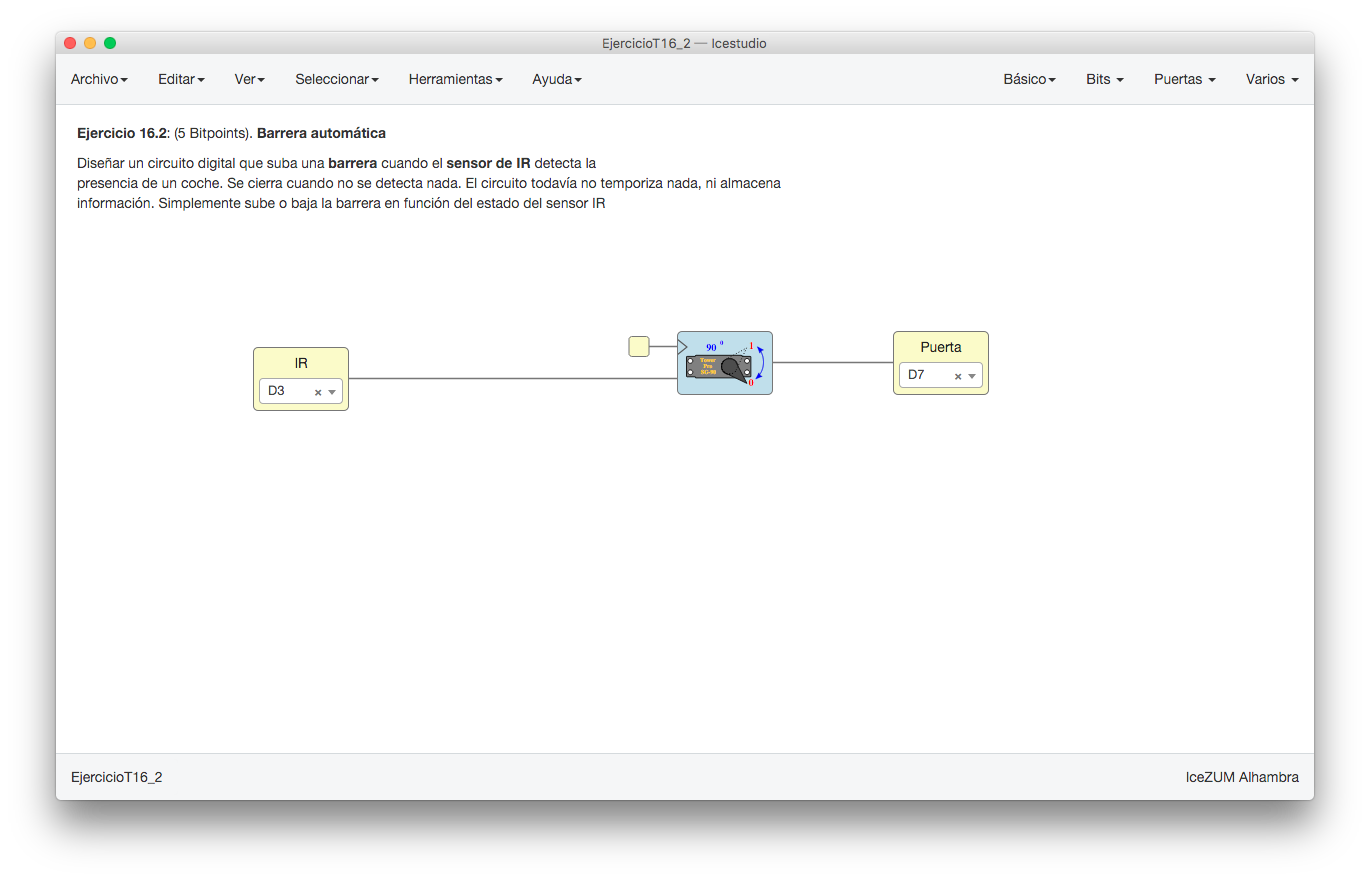 EjercicioT16_2 — Icestudio
Archivo Editar Ver Seleccionar Herramientas Ayuda Básico Bits Puertas Varios
Ejercicio 16.2: (5 Bitpoints). Barrera automática
Diseñar un circuito digital que suba una barrera cuando el sensor de IR detecta la
presencia de un coche. Se cierra cuando no se detecta nada. El circuito todavía no temporiza nada, ni almacena
información. Simplemente sube o baja la barrera en función del estado del sensor IR
IR
D3
90 º
1
Tower
Pro
SG-90
0
Puerta
D7
EjercicioT16_2
IceZUM Alhambra